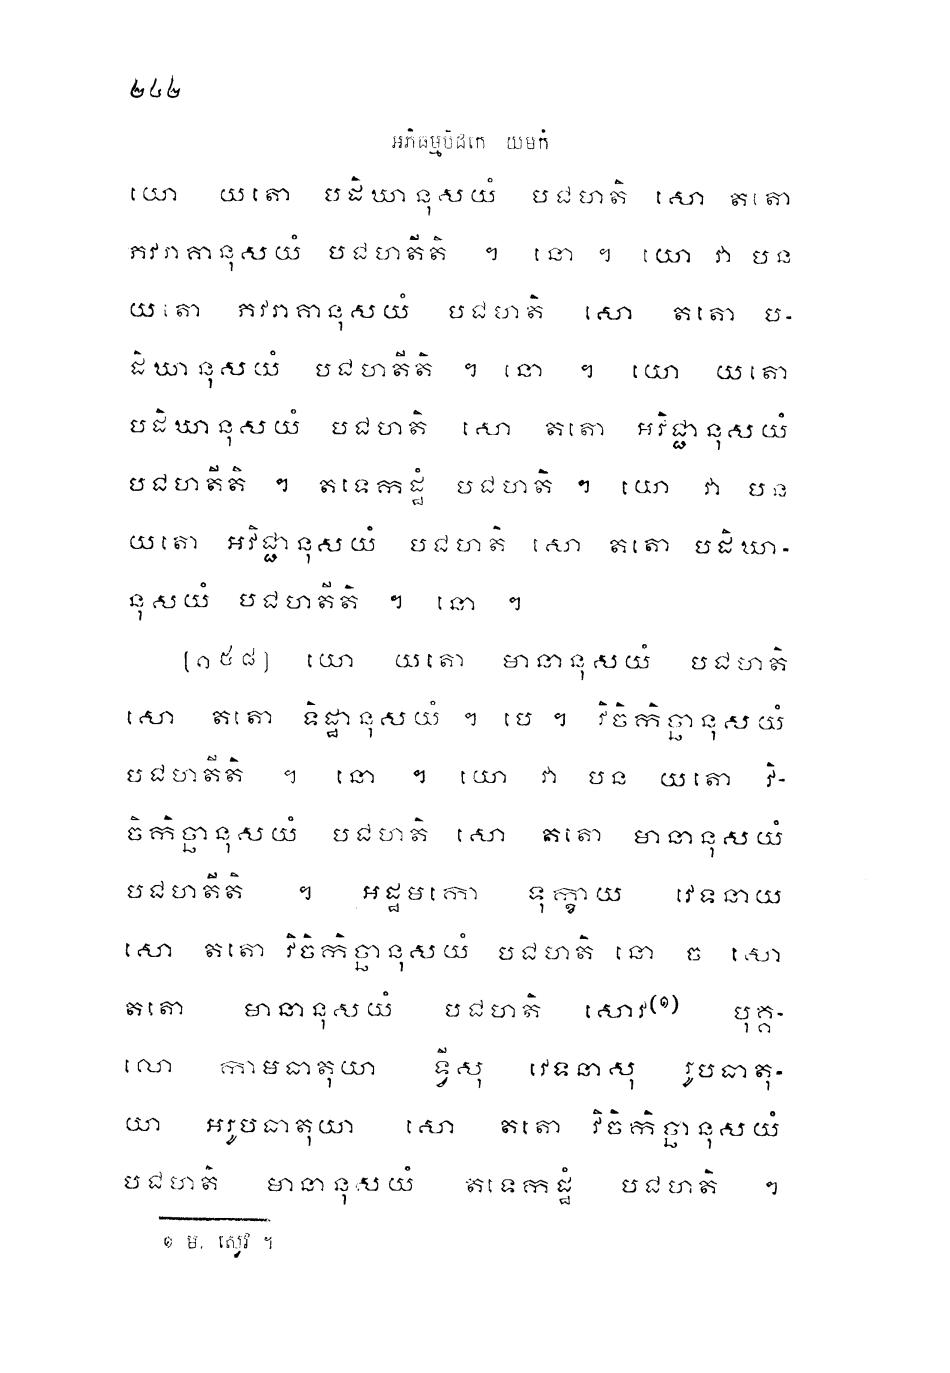 ២៤២
អភិធម្មបិដកេ យមកំ
យោ យតោ បដិឃានុសយំ បជហតិ សោ តតោ
ភវរាគានុសយំ បជហតីតិ ។ នោ ។ យោ វា បន
យតោ ភវរាគានុសយំ បជហតិ សោ តតោ ប-
ដិឃានុសយំ បជហតីតិ ។ នោ ។ យោ យតោ
បដិឃានុសយំ បជហតិ សោ តតោ អវិជ្ជានុសយំ
បជហតីតិ ។ តទេកដ្ឋំ បជហតិ ។ យោ វា បន
យតោ អវិជ្ជានុសយំ បជហតិ សោ តតោ បដិឃា-
នុសយំ បជហតីតិ ។ នោ ។
[១៥៨] យោ យតោ មានានុសយំ បជហតិ
សោ តតោ ទិដ្ឋានុសយំ ។ បេ ។ វិចិកិច្ឆានុសយំ
បជហតីតិ ។ នោ ។ យោ វា បន យតោ វិ-
ចិកិច្ឆានុសយំ បជហតិ សោ តតោ មានានុសយំ
បជហតីតិ ។ អដ្ឋមកោ ទុក្ខាយ វេទនាយ
សោ តតោ វិចិកិច្ឆានុសយំ បជហតិ នោ ច សោ
តតោ មានានុសយំ បជហតិ សោវ(១) បុគ្គ-
លោ កាមធាតុយា ទ្វីសុ វេទនាសុ រូបធាតុ-
យា អរូបធាតុយា សោ តតោ វិចិកិច្ឆានុសយំ
បជហតិ មានានុសយំ តទេកដ្ឋំ បជហតិ ។
១ ម. ស្វេវ ។